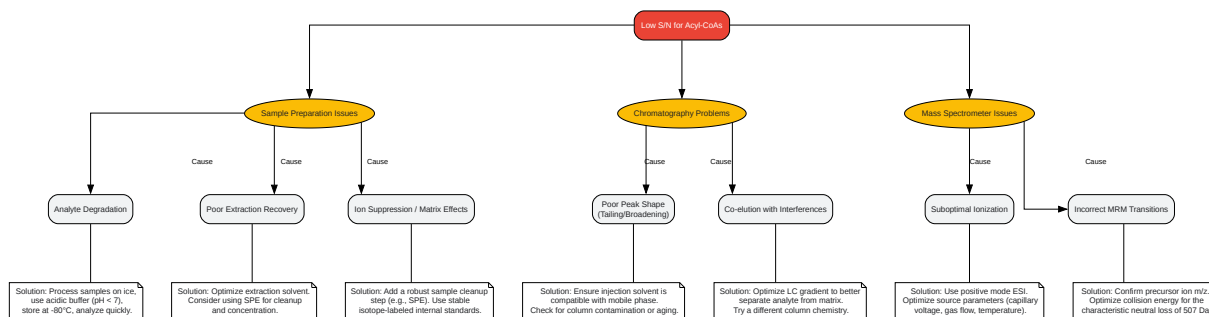 Low S/N for Acyl-CoAs
Sample Preparation Issues
Chromatography Problems
Mass Spectrometer Issues
Cause
Cause
Cause
Cause
Cause
Cause
Cause
Analyte Degradation
Poor Extraction Recovery
Ion Suppression / Matrix Effects
Poor Peak Shape
(Tailing/Broadening)
Co-elution with Interferences
Suboptimal Ionization
Incorrect MRM Transitions
Solution: Process samples on ice,
use acidic buffer (pH < 7),
store at -80°C, analyze quickly.
Solution: Optimize extraction solvent.
Consider using SPE for cleanup
and concentration.
Solution: Add a robust sample cleanup
step (e.g., SPE). Use stable
isotope-labeled internal standards.
Solution: Ensure injection solvent is
compatible with mobile phase.
Check for column contamination or aging.
Solution: Optimize LC gradient to better
separate analyte from matrix.
Try a different column chemistry.
Solution: Use positive mode ESI.
Optimize source parameters (capillary
voltage, gas flow, temperature).
Solution: Confirm precursor ion m/z.
Optimize collision energy for the
characteristic neutral loss of 507 Da